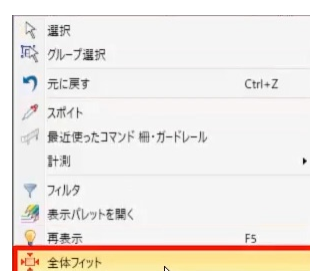 選択
グループ選択
元に戻す Ctrl+Z
スポイト
最近使ったコマンド 柵・ガードレール
計測
フィルタ
表示パレットを開く
再表示 F5
全体フィット